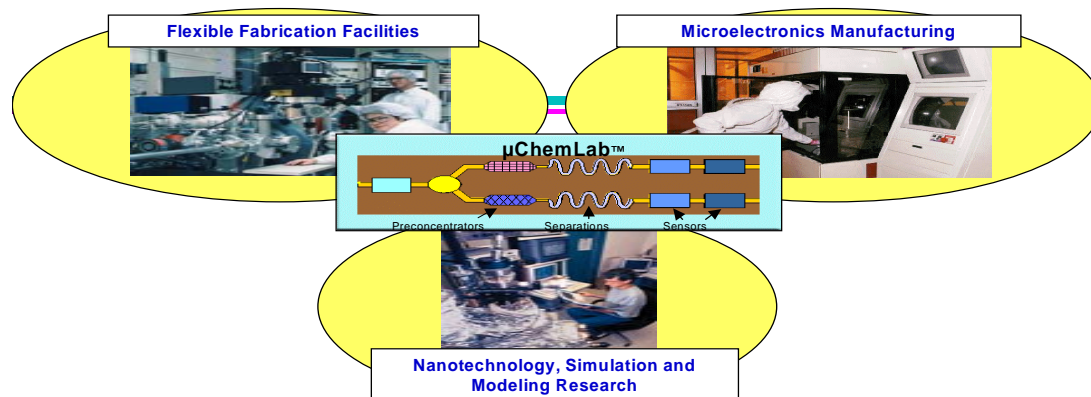 Flexible Fabrication Facilities
Microelectronics Manufacturing
µChemLab™
Preconcentrators
Separations
Sensors
Nanotechnology, Simulation and
Modeling Research